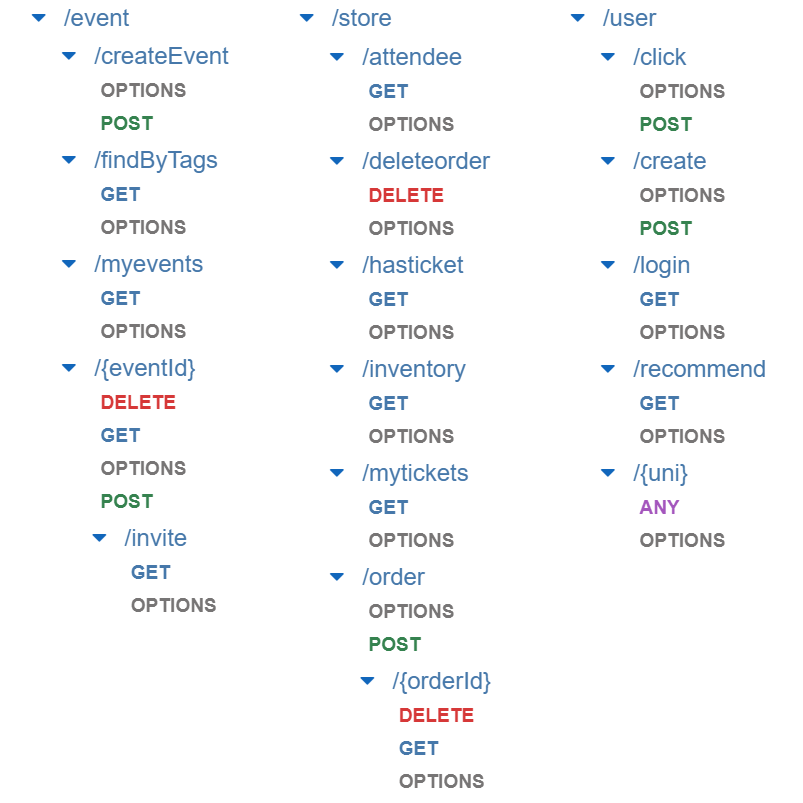 /event
/createEvent
OPTIONS
POST
/findByTags
GET
OPTIONS
/myevents
GET
OPTIONS
/{eventId}
DELETE
GET
OPTIONS
POST
/invite
GET
OPTIONS
/store
/attendee
GET
OPTIONS
/deleteorder
DELETE
OPTIONS
/hasticket
GET
OPTIONS
/inventory
GET
OPTIONS
/mytickets
GET
OPTIONS
/order
OPTIONS
POST
/{orderId}
DELETE
GET
OPTIONS
/user
/click
OPTIONS
POST
/create
OPTIONS
POST
/login
GET
OPTIONS
/recommend
GET
OPTIONS
/{uni}
ANY
OPTIONS